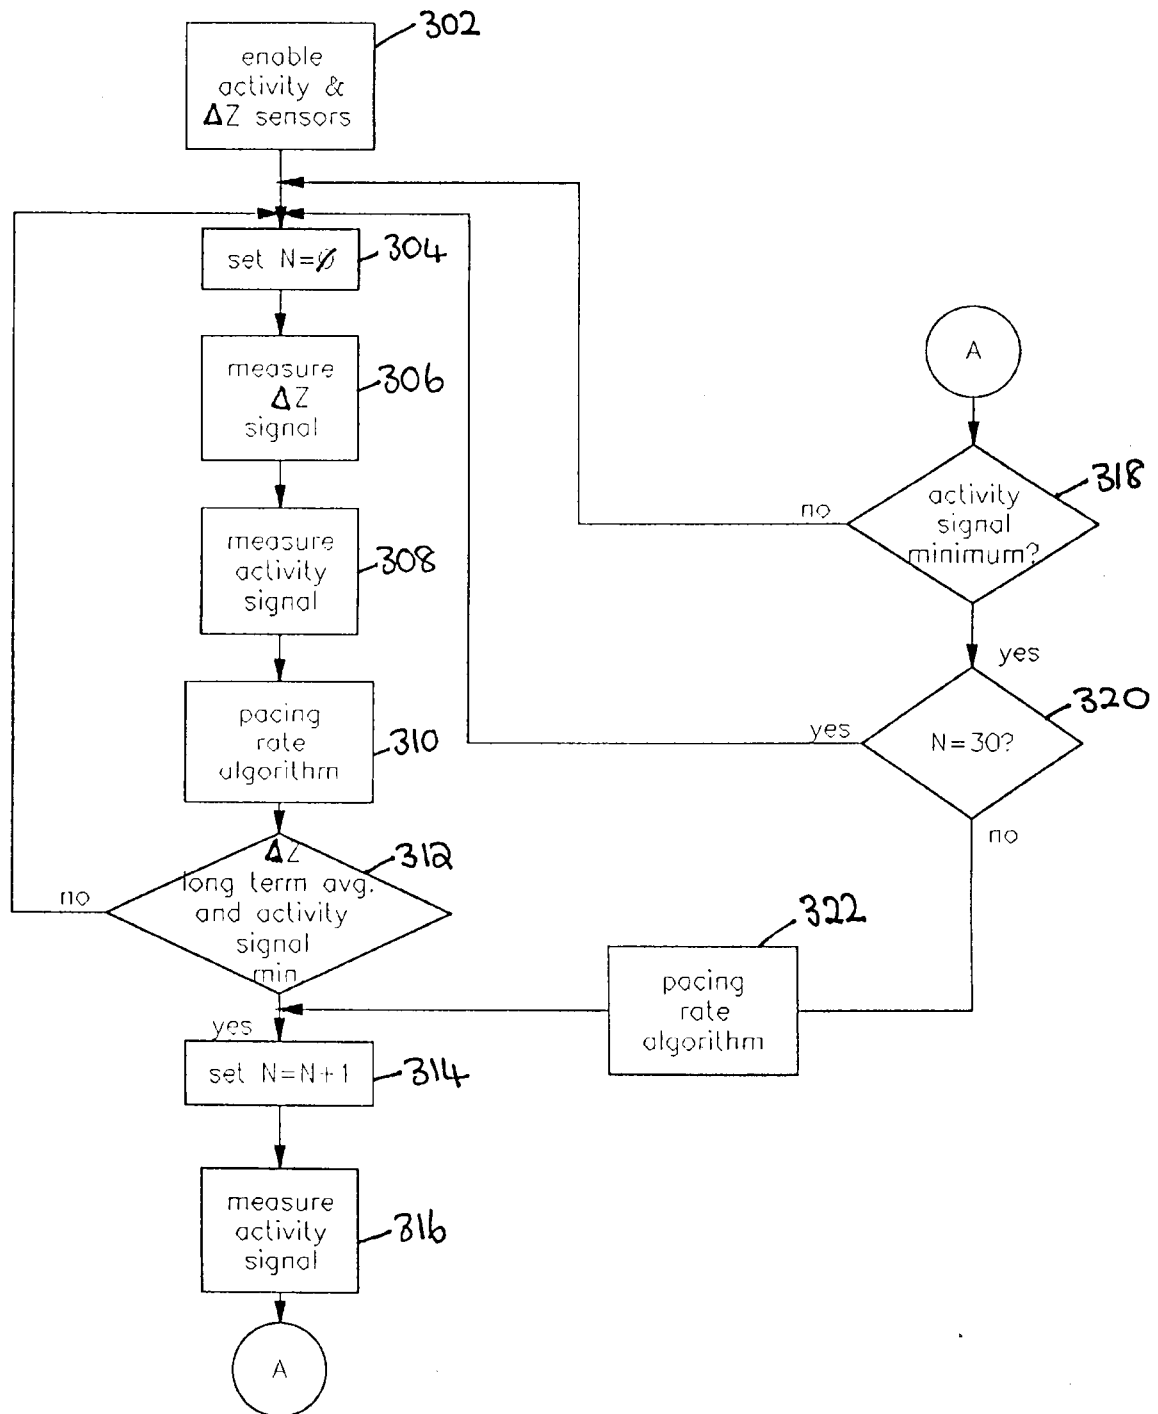 302
enable
activity &
ΔZ sensors
set N=0
304
measure
ΔZ
signal
306
measure
activity
signal
308
pacing
rate
algorithm
310
ΔZ
long term avg.
and activity
signal
min
312
no
yes
set N=N+1
314
measure
activity
signal
316
A
A
activity
signal
minimum?
318
no
yes
N=30?
320
yes
no
322
pacing
rate
algorithm